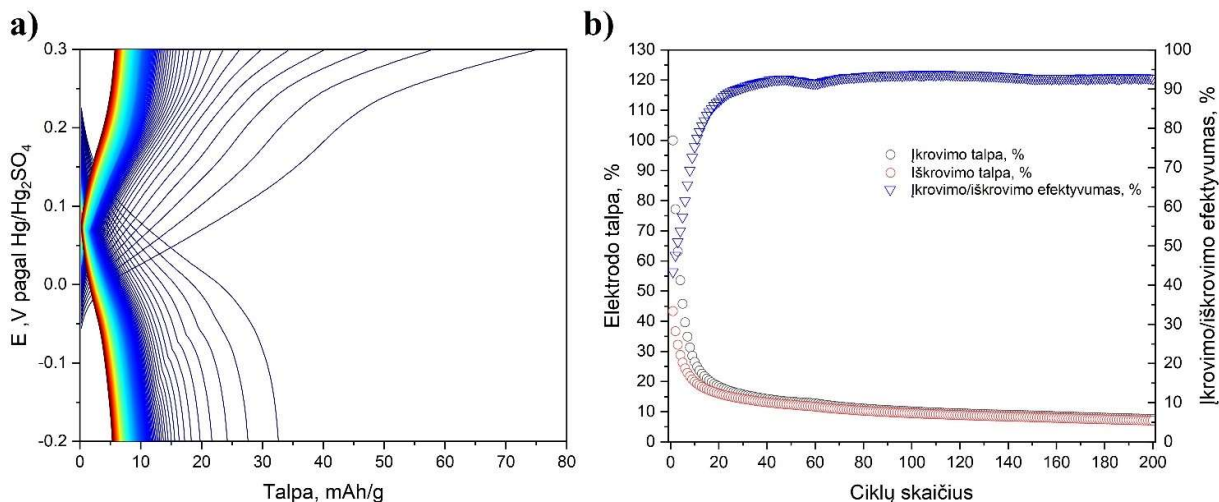 a)
0.3
0.2
0.1
0.0
-0.1
-0.2
E ,V pagal Hg/Hg₂SO₄
0 10 20 30 40 50 60 70 80
Talpa, mAh/g
b)
130
120
110
100
90
80
70
60
50
40
30
20
10
0
Elektrodo talpa, %
Įkrovimo talpa, %
Iškrovimo talpa, %
Įkrovimo/iškrovimo efektyvumas, %
100
90
80
70
60
50
40
30
20
10
0
Įkrovimo/iškrovimo efektyvumas, %
0 20 40 60 80 100 120 140 160 180 200
Ciklų skaičius